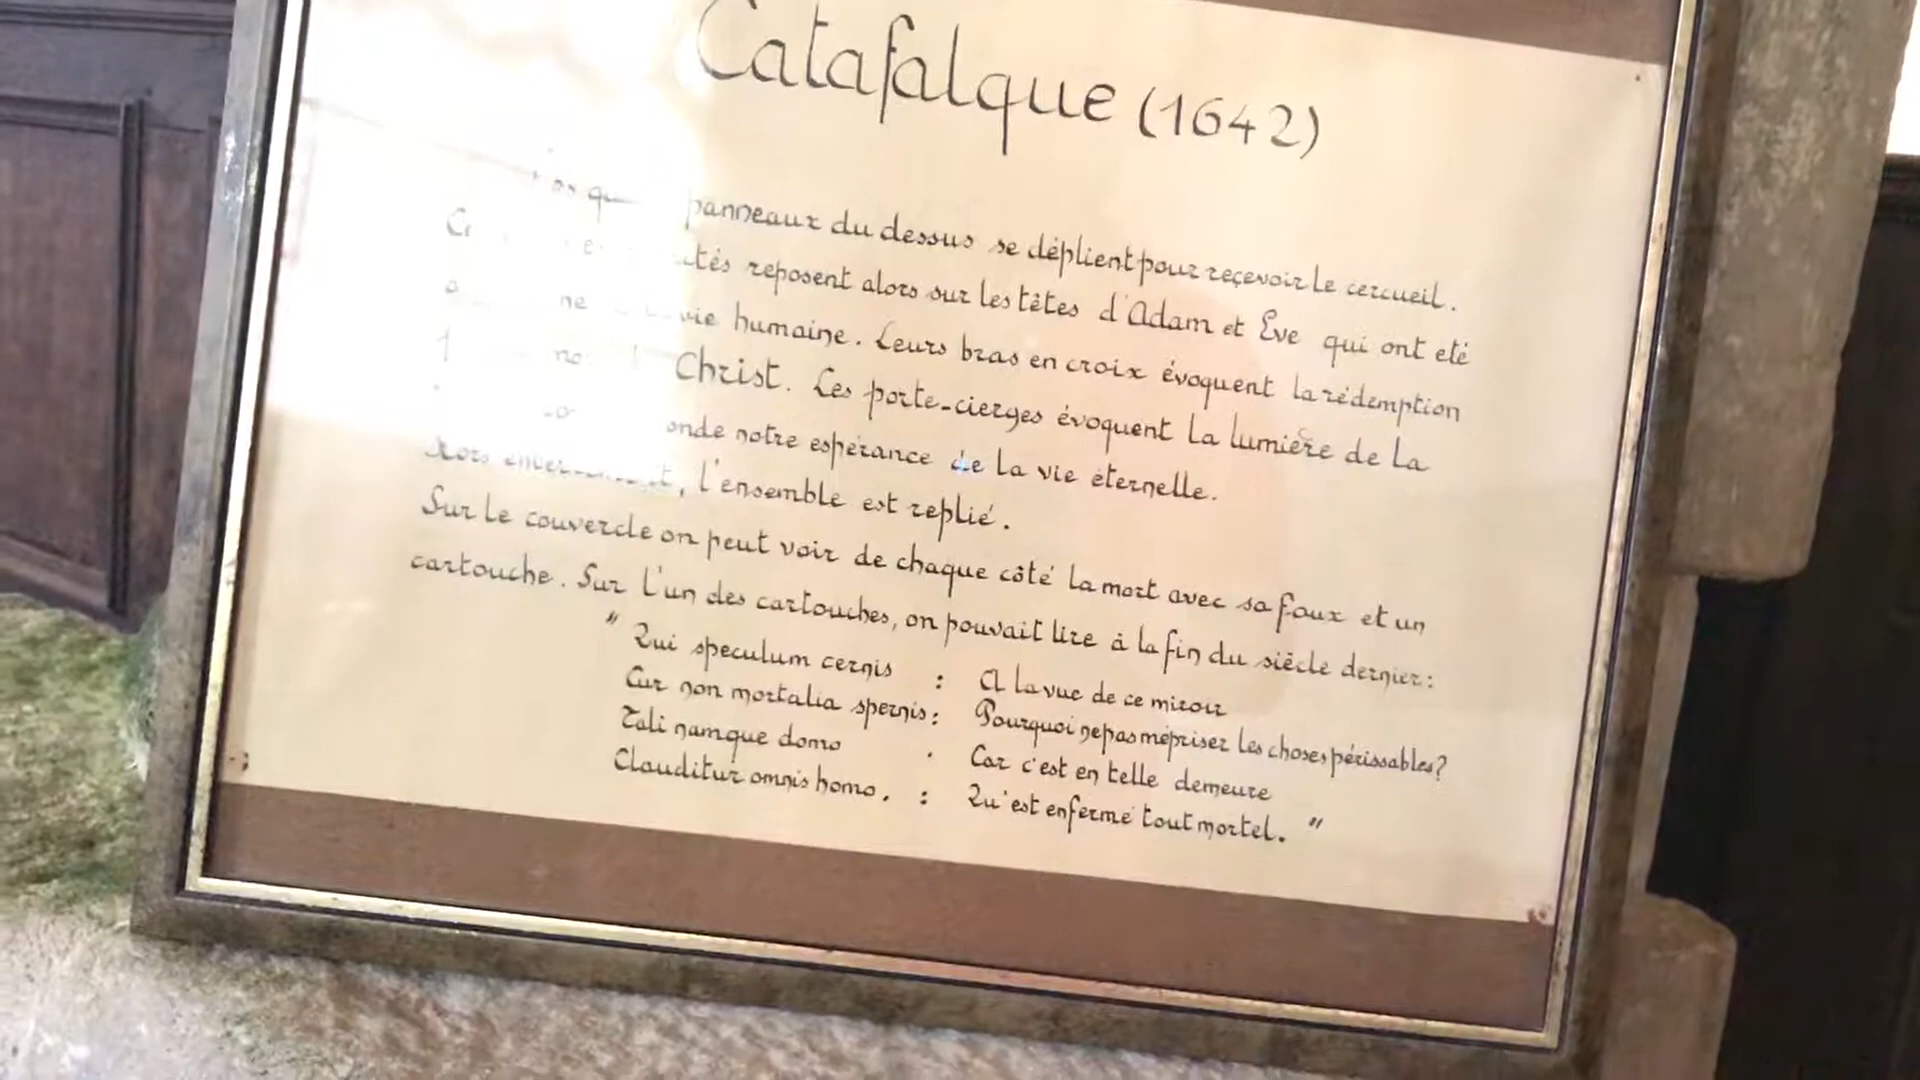 Catafalque (1642)
panneaux du dessus se déplient pour reçevoir le cercueil.
reposent alors sur les têtes d'Adam et Eve qui ont eté
vie humaine. Leurs bras en croix évoquent la rédemption
Christ. Les porte-cierges évoquent la lumière de la
notre espérance de la vie éternelle.
Hors enterrement, l'ensemble est replié.
Sur le couvercle on peut voir de chaque côté la mort avec sa faux et un
cartouche. Sur l'un des cartouches, on pouvait lire à la fin du siècle dernier:
" Qui speculum cernis : A la vue de ce miroir
Cur non mortalia spernis: Pourquoi ne pas mépriser les choses périssables?
Tali namque domo . Car c'est en telle demeure
Clauditur omnis homo. : Qu'est enfermé tout mortel. "